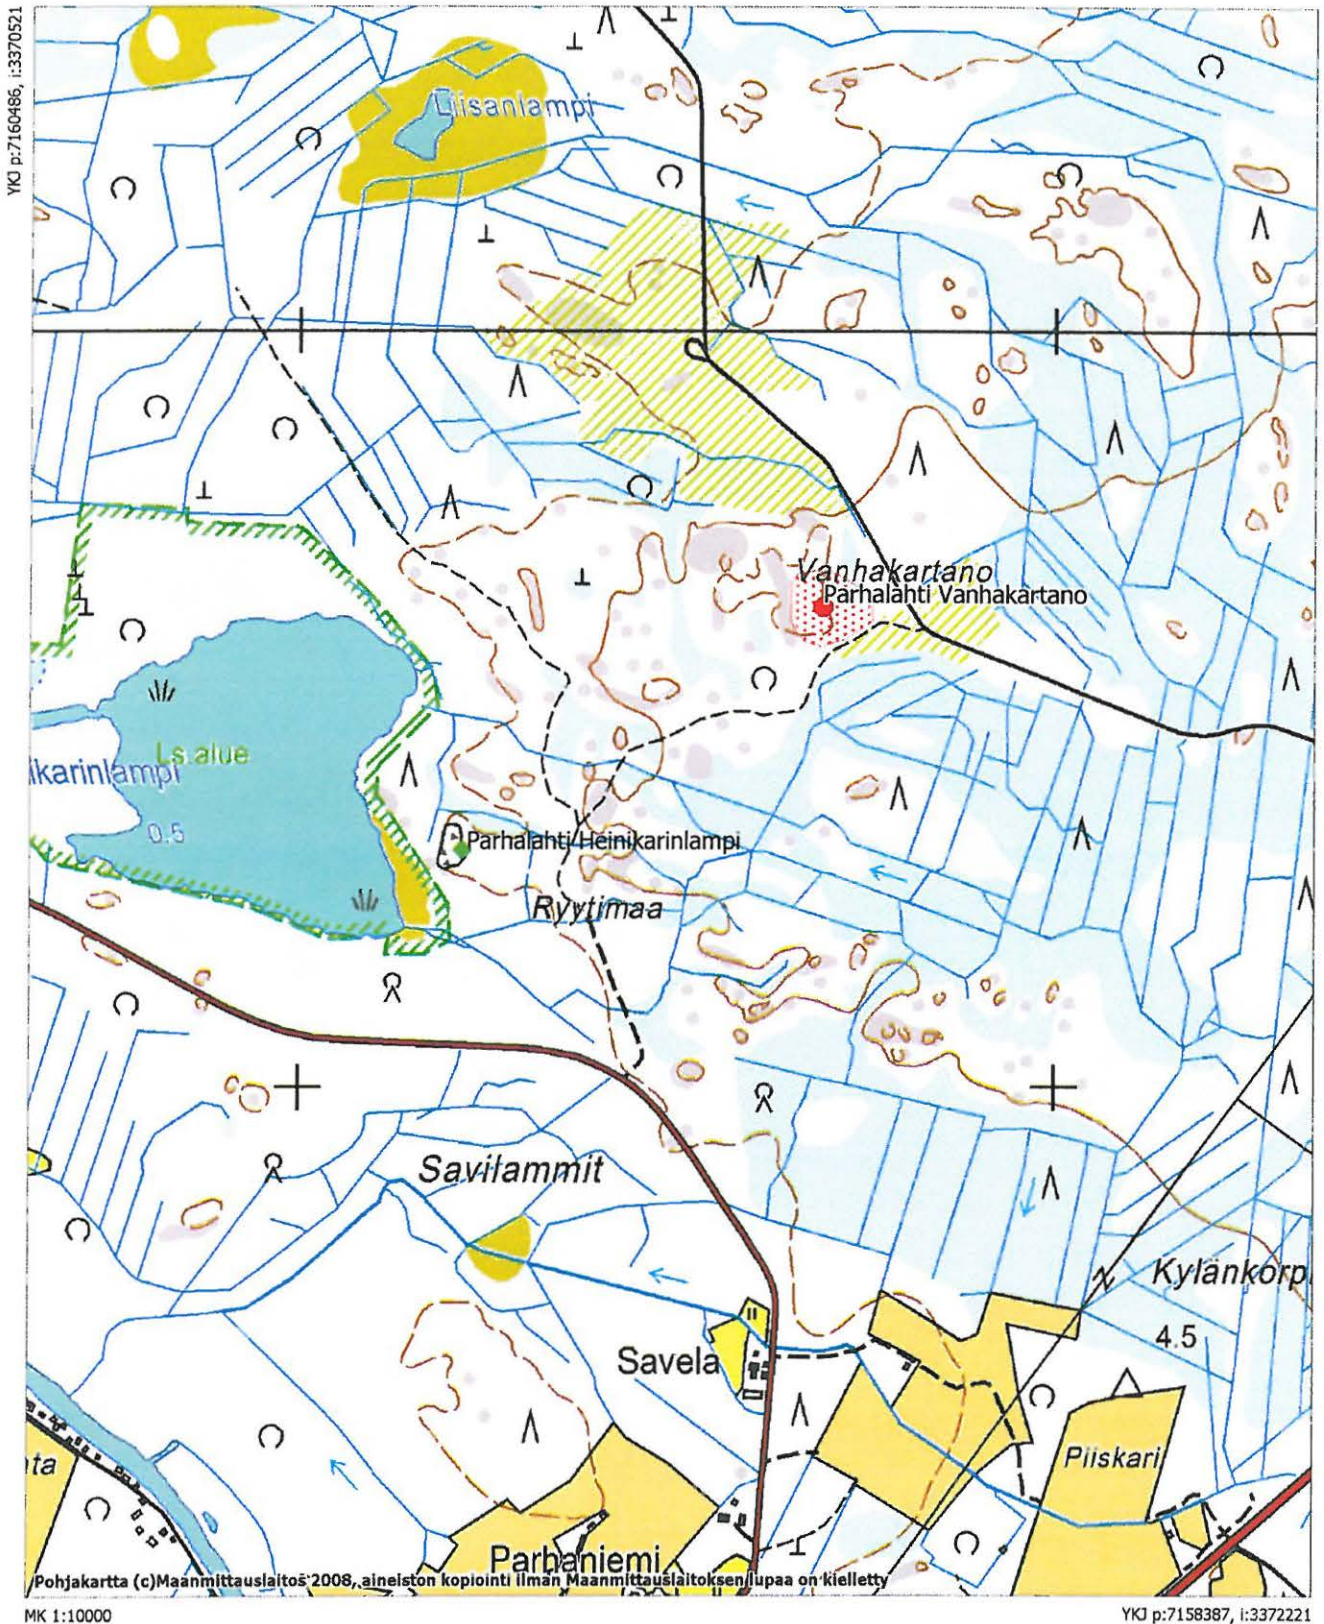 YKJ p:7160486, i:3370521
Liisanlampi
Vanhakartano
Parhalahti Vanhakartano
Ls.alue
ikarinlampi
0.5
Parhalahti/Heinikarinlampi
Ryytimaa
Savilammit
Kylänkorp
4.5
Savela
Piiskari
ta
Parhaniemi
Pohjakartta (c)Maanmittauslaitos 2008, aineiston kopiointi ilman Maanmittauslaitoksen lupaa on kielletty
MK 1:10000
YKJ p:7158387, i:3372221